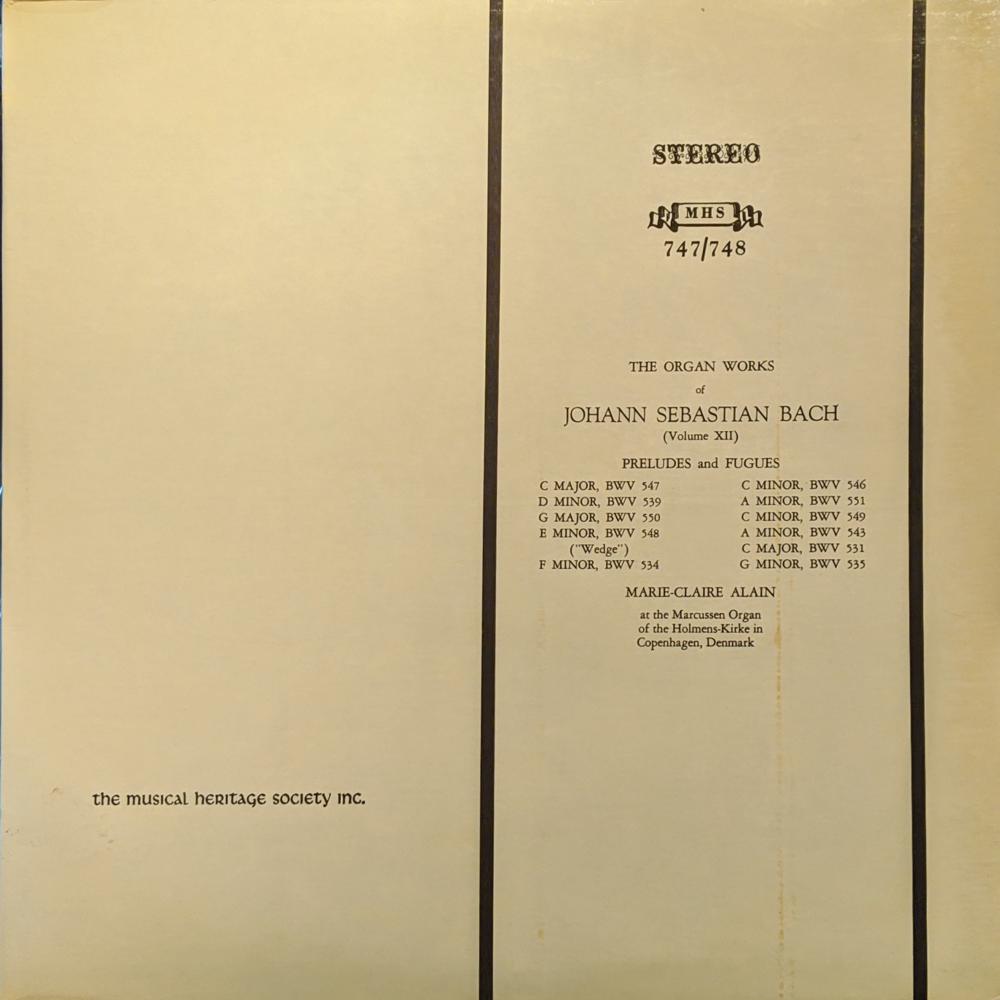 STEREO
MHS
747/748
THE ORGAN WORKS
of
JOHANN SEBASTIAN BACH
(Volume XII)
PRELUDES and FUGUES
C MAJOR, BWV 547
D MINOR, BWV 539
G MAJOR, BWV 550
E MINOR, BWV 548
("Wedge")
F MINOR, BWV 534
C MINOR, BWV 546
A MINOR, BWV 551
C MINOR, BWV 549
A MINOR, BWV 543
C MAJOR, BWV 531
G MINOR, BWV 535
MARIE-CLAIRE ALAIN
at the Marcussen Organ
of the Holmens-Kirke in
Copenhagen, Denmark
the musical heritage society inc.